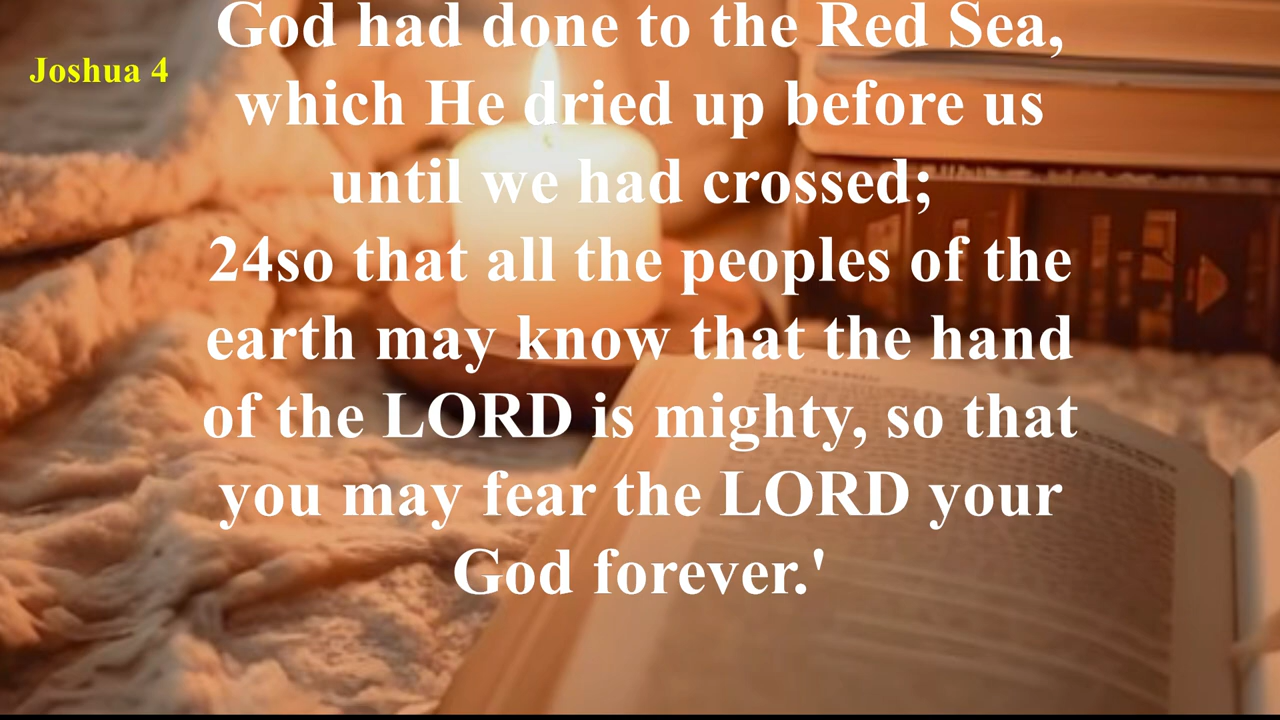 God had done to the Red Sea,
Joshua 4
which He dried up before us
until we had crossed;
24so that all the peoples of the
earth may know that the hand
of the LORD is mighty, so that
you may fear the LORD your
God forever.'